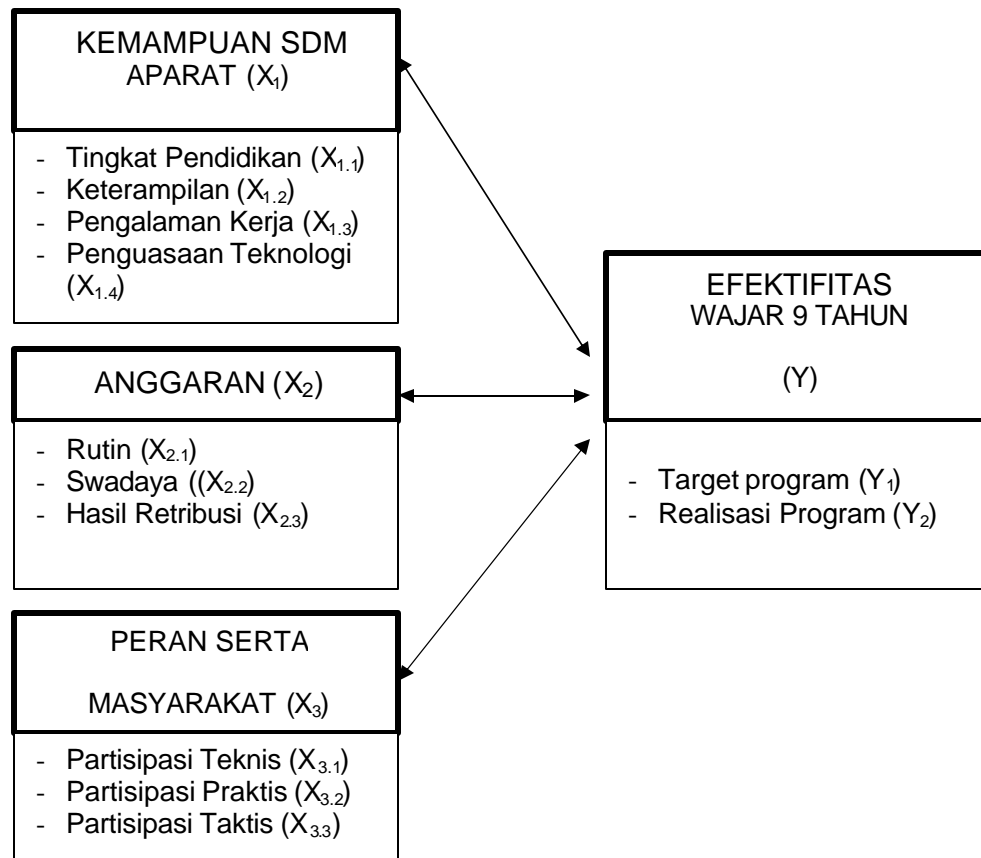 KEMAMPUAN SDM
APARAT (X₁)
- Tingkat Pendidikan (X₁.₁)
- Keterampilan (X₁.₂)
- Pengalaman Kerja (X₁.₃)
- Penguasaan Teknologi
(X₁.₄)
ANGGARAN (X₂)
- Rutin (X₂.₁)
- Swadaya ((X₂.₂)
- Hasil Retribusi (X₂.₃)
PERAN SERTA
MASYARAKAT (X₃)
- Partisipasi Teknis (X₃.₁)
- Partisipasi Praktis (X₃.₂)
- Partisipasi Taktis (X₃.₃)
EFEKTIFITAS
WAJAR 9 TAHUN
(Y)
- Target program (Y₁)
- Realisasi Program (Y₂)